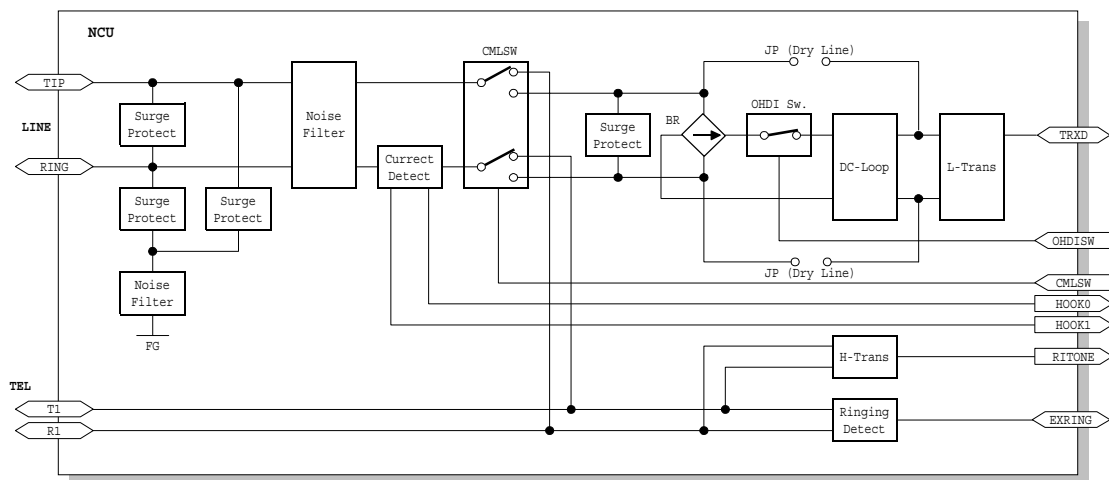 NCU
CMLSW
JP (Dry Line)
TIP
OHDI Sw.
Surge
Protect
Noise
Filter
Surge
Protect
BR
LINE
TRXD
RING
Currect
Detect
DC-Loop
L-Trans
Surge
Protect
Surge
Protect
OHDISW
JP (Dry Line)
Noise
Filter
CMLSW
HOOK0
HOOK1
FG
H-Trans
RITONE
TEL
T1
Ringing
Detect
EXRING
R1